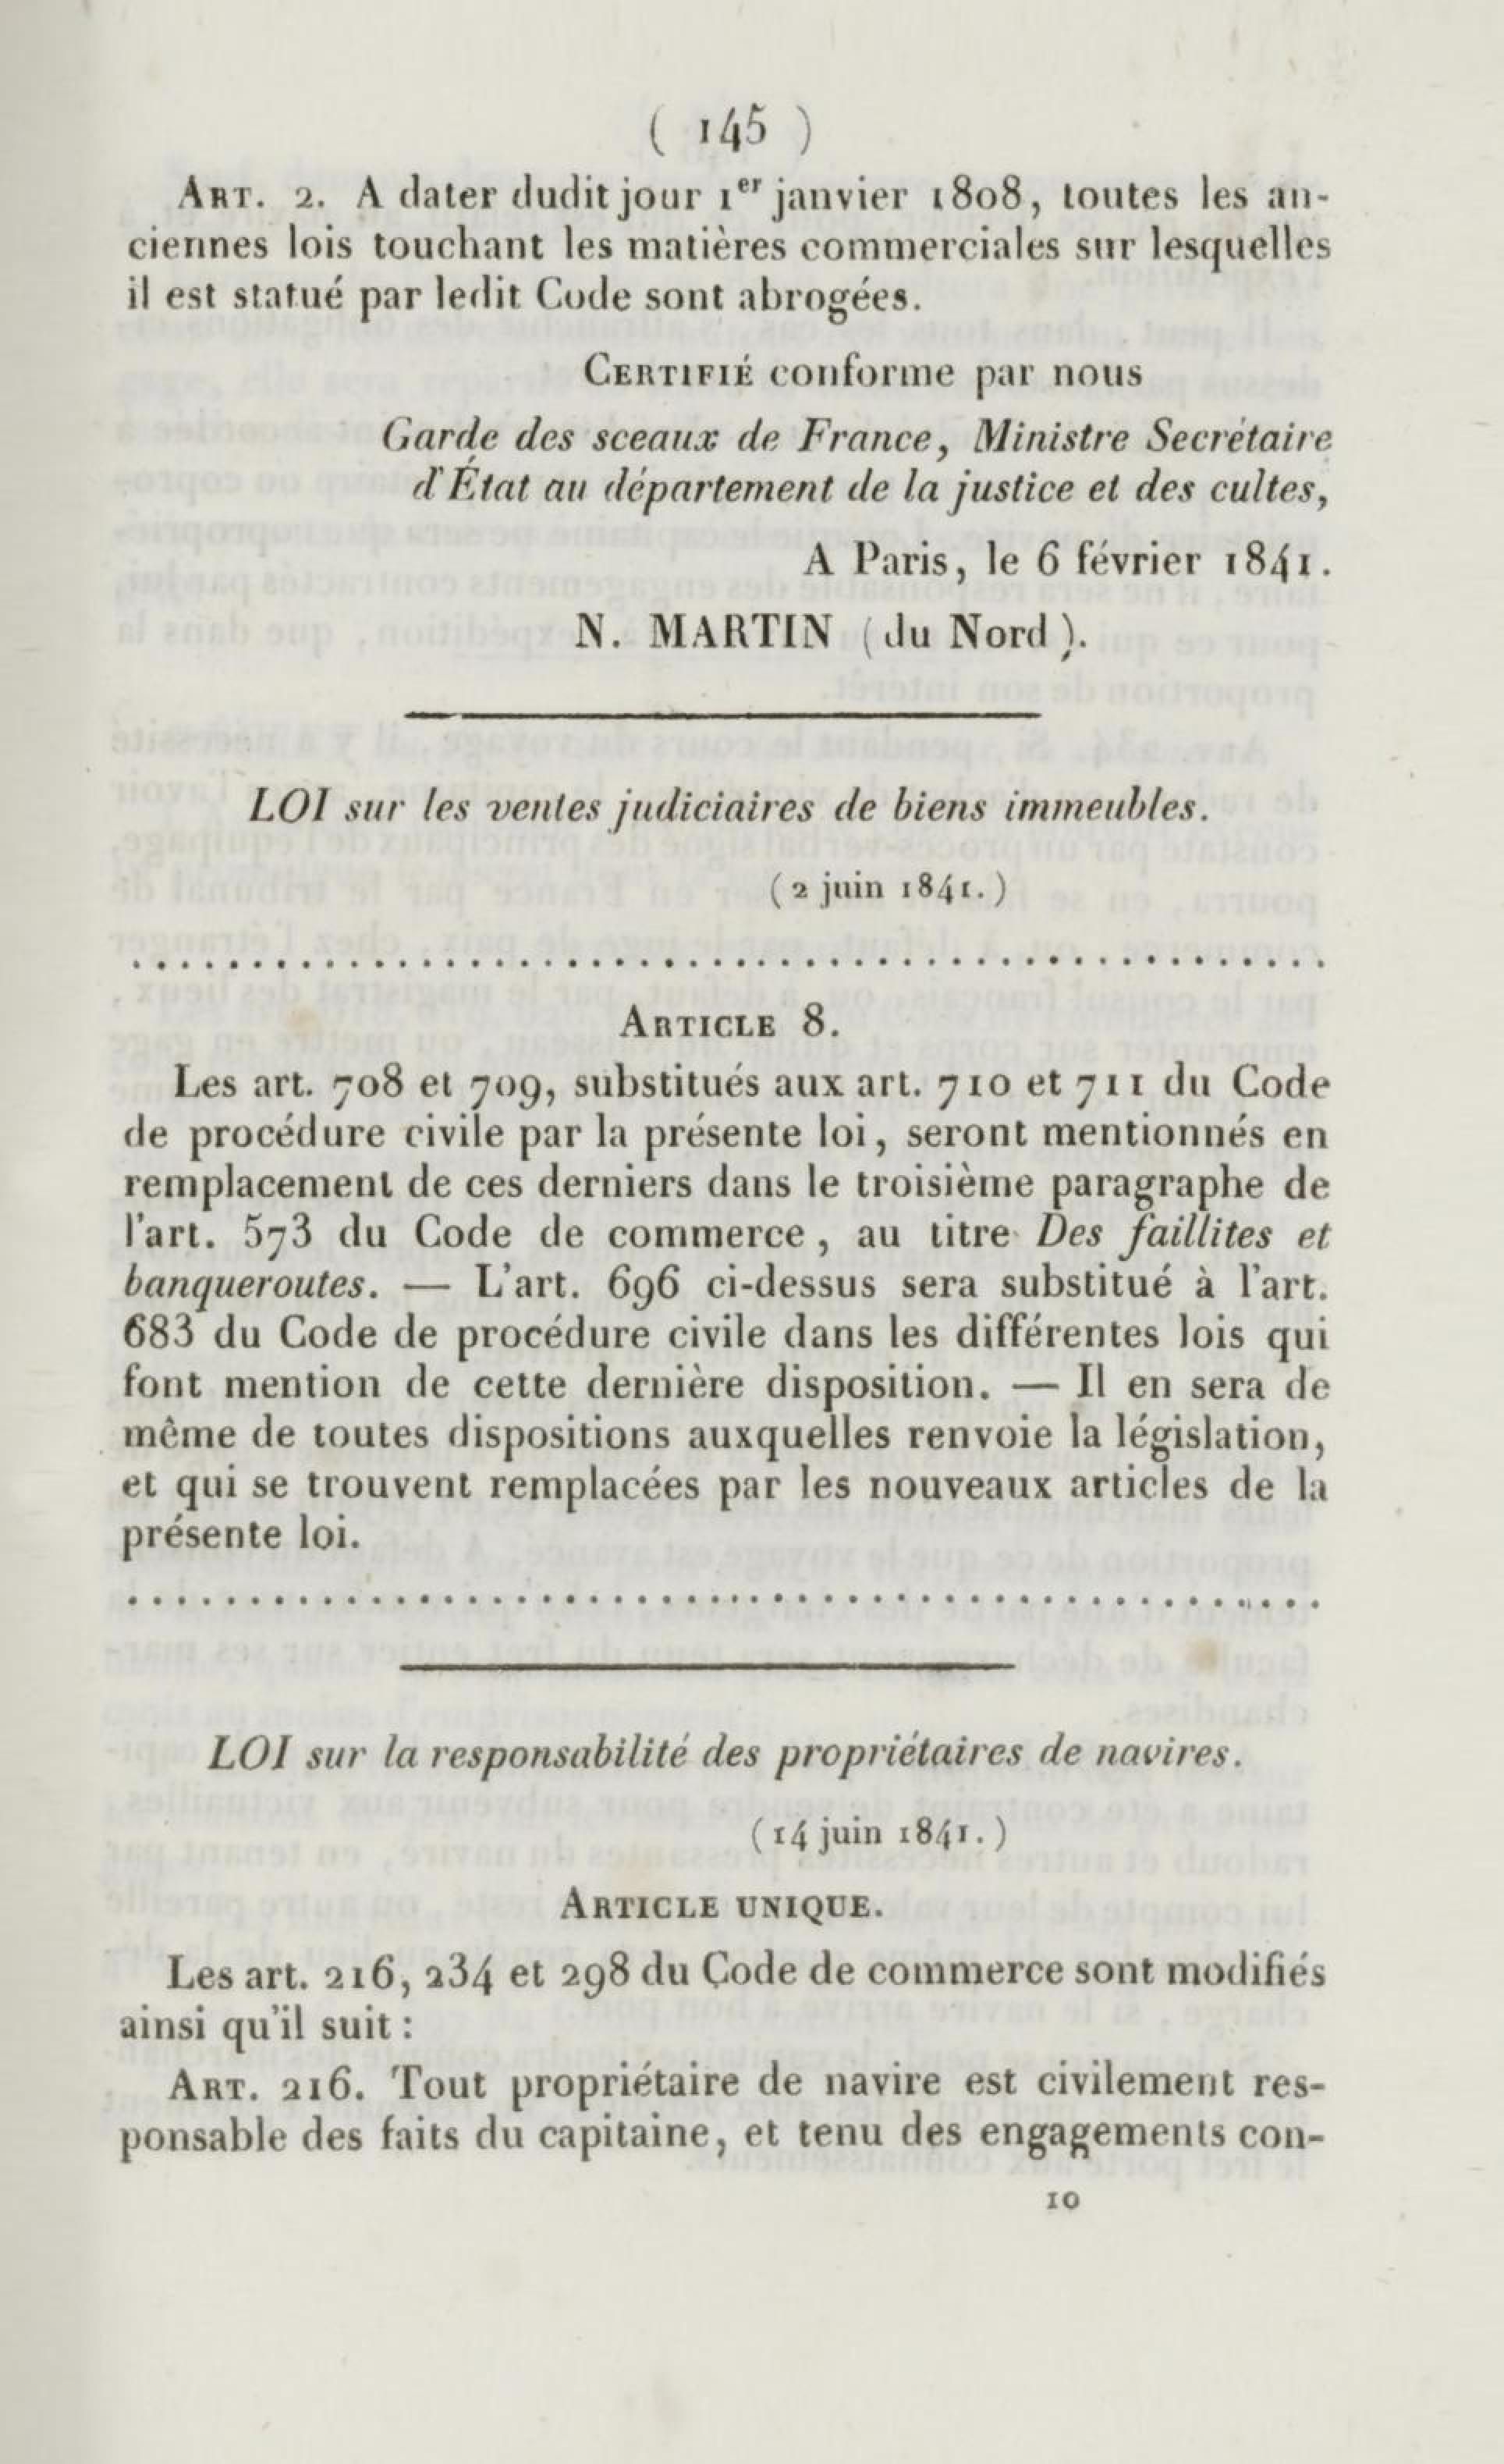 ( 145 )
ART. 2. A dater dudit jour 1er janvier 1808, toutes les an-
ciennes lois touchant les matières commerciales sur lesquelles
il est statué par ledit Code sont abrogées.
CERTIFIÉ conforme par nous
Garde des sceaux de France, Ministre Secrétaire
d'État au département de la justice et des cultes,
A Paris, le 6 février 1841.
N. MARTIN (du Nord).
LOI sur les ventes judiciaires de biens immeubles.
(2 juin 1841.)
..................................................
ARTICLE 8.
Les art. 708 et 709, substitués aux art. 710 et 711 du Code
de procédure civile par la présente loi, seront mentionnés en
remplacement de ces derniers dans le troisième paragraphe de
l'art. 573 du Code de commerce, au titre Des faillites et
banqueroutes. — L'art. 696 ci-dessus sera substitué à l'art.
683 du Code de procédure civile dans les différentes lois qui
font mention de cette dernière disposition. — Il en sera de
même de toutes dispositions auxquelles renvoie la législation,
et qui se trouvent remplacées par les nouveaux articles de la
présente loi.
..................................................
LOI sur la responsabilité des propriétaires de navires.
(14 juin 1841.)
ARTICLE UNIQUE.
Les art. 216, 234 et 298 du Code de commerce sont modifiés
ainsi qu'il suit :
ART. 216. Tout propriétaire de navire est civilement res-
ponsable des faits du capitaine, et tenu des engagements con-
10